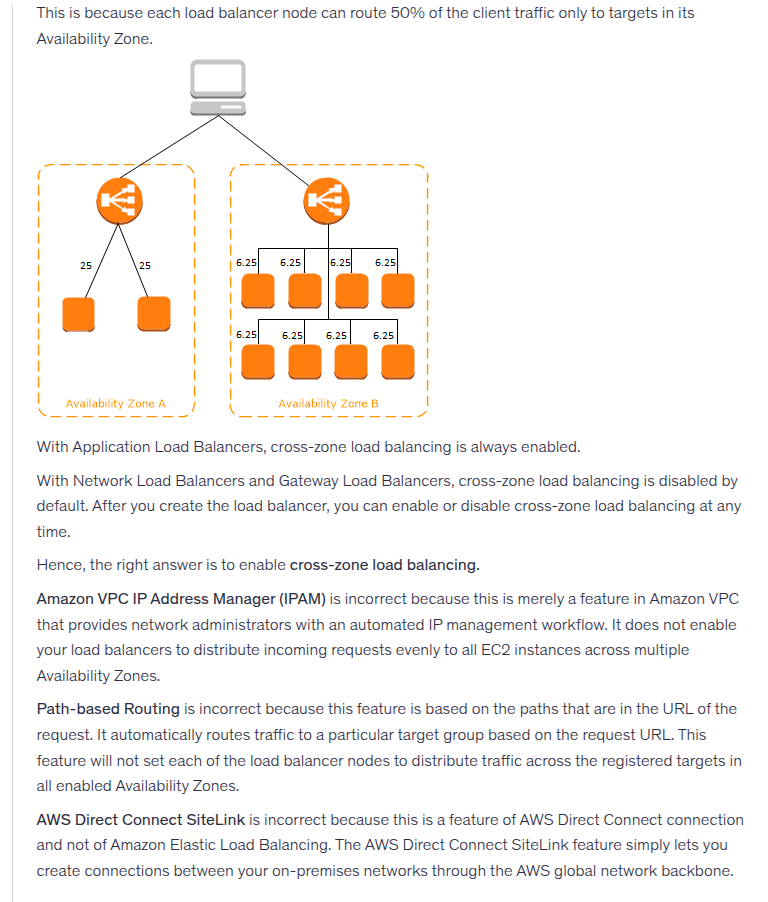 This is because each load balancer node can route 50% of the client traffic only to targets in its
Availability Zone.
25 25
6.25 6.25 6.25 6.25
6.25 6.25 6.25 6.25
Availability Zone A
Availability Zone B
With Application Load Balancers, cross-zone load balancing is always enabled.
With Network Load Balancers and Gateway Load Balancers, cross-zone load balancing is disabled by
default. After you create the load balancer, you can enable or disable cross-zone load balancing at any
time.
Hence, the right answer is to enable cross-zone load balancing.
Amazon VPC IP Address Manager (IPAM) is incorrect because this is merely a feature in Amazon VPC
that provides network administrators with an automated IP management workflow. It does not enable
your load balancers to distribute incoming requests evenly to all EC2 instances across multiple
Availability Zones.
Path-based Routing is incorrect because this feature is based on the paths that are in the URL of the
request. It automatically routes traffic to a particular target group based on the request URL. This
feature will not set each of the load balancer nodes to distribute traffic across the registered targets in
all enabled Availability Zones.
AWS Direct Connect SiteLink is incorrect because this is a feature of AWS Direct Connect connection
and not of Amazon Elastic Load Balancing. The AWS Direct Connect SiteLink feature simply lets you
create connections between your on-premises networks through the AWS global network backbone.